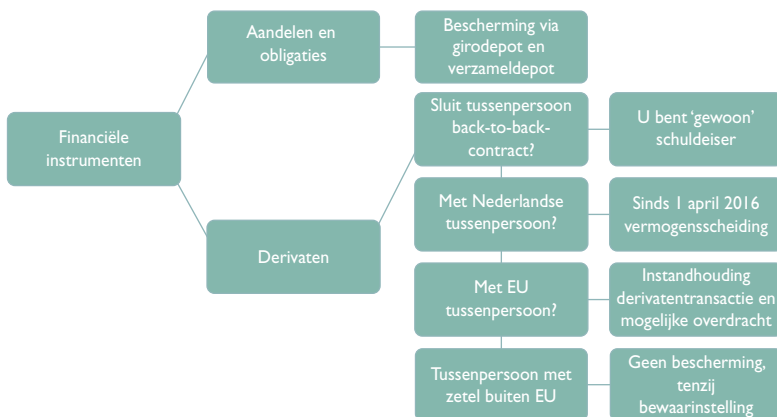 Financiële
instrumenten
Aandelen en
obligaties
Bescherming via
girodepot en
verzameldepot
Derivaten
Sluit tussenpersoon
back-to-back-
contract?
U bent ‘gewoon’
schuldeiser
Met Nederlandse
tussenpersoon?
Sinds 1 april 2016
vermogensscheiding
Met EU
tussenpersoon?
Instandhouding
derivatentransactie en
mogelijke overdracht
Tussenpersoon met
zetel buiten EU
Geen bescherming,
tenzij
bewaarinstelling